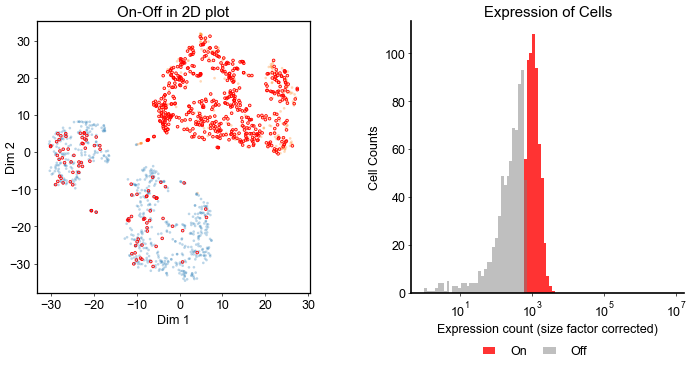 On-Off in 2D plot
30
20
10
0
−10
−20
−30
Dim 2
−30 −20 −10 0 10 20 30
Dim 1
Expression of Cells
100
80
60
40
20
0
Cell Counts
10^1 10^3 10^5 10^7
Expression count (size factor corrected)
On Off